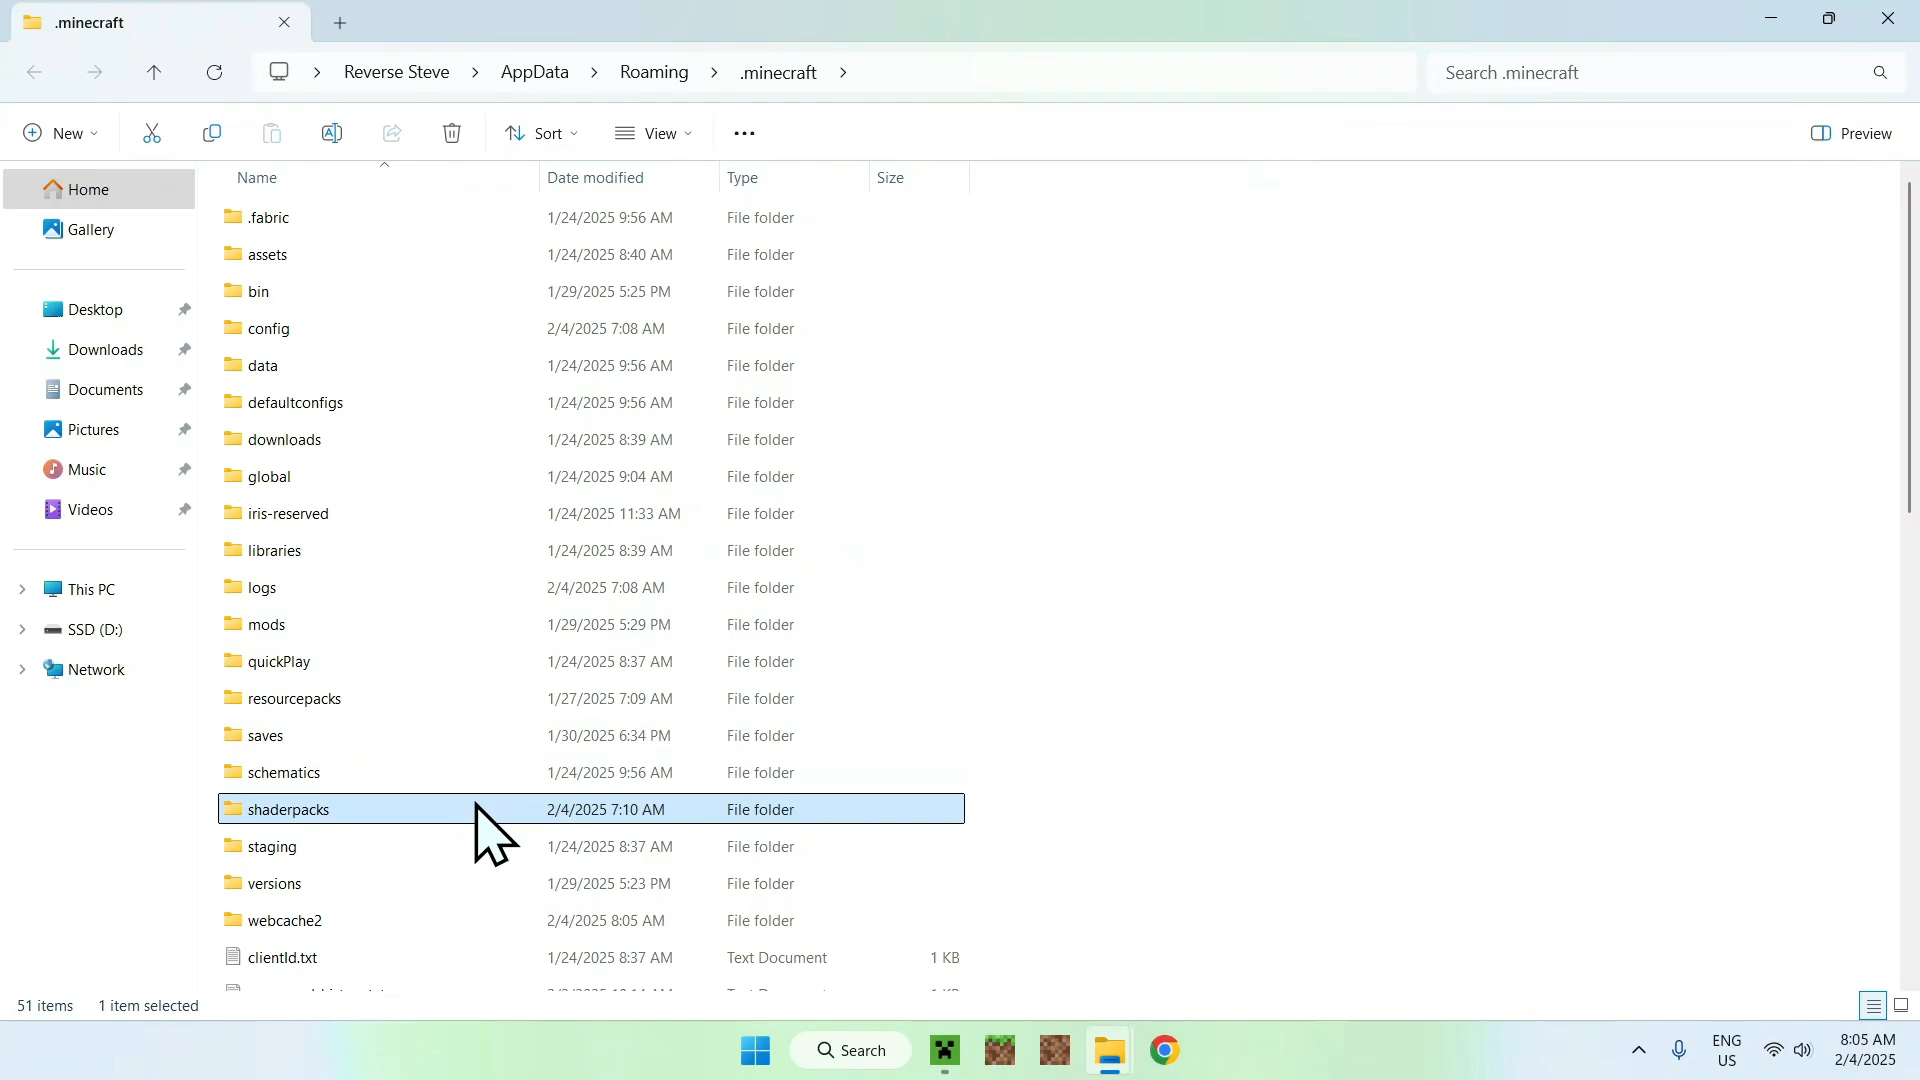 .minecraft
Reverse Steve > AppData > Roaming > .minecraft >
Search .minecraft
New
Sort
View
Preview
Name Date modified Type Size
Home
Gallery
Desktop
Downloads
Documents
Pictures
Music
Videos
This PC
SSD (D:)
Network
.fabric 1/24/2025 9:56 AM File folder
assets 1/24/2025 8:40 AM File folder
bin 1/29/2025 5:25 PM File folder
config 2/4/2025 7:08 AM File folder
data 1/24/2025 9:56 AM File folder
defaultconfigs 1/24/2025 9:56 AM File folder
downloads 1/24/2025 8:39 AM File folder
global 1/24/2025 9:04 AM File folder
iris-reserved 1/24/2025 11:33 AM File folder
libraries 1/24/2025 8:39 AM File folder
logs 2/4/2025 7:08 AM File folder
mods 1/29/2025 5:29 PM File folder
quickPlay 1/24/2025 8:37 AM File folder
resourcepacks 1/27/2025 7:09 AM File folder
saves 1/30/2025 6:34 PM File folder
schematics 1/24/2025 9:56 AM File folder
shaderpacks 2/4/2025 7:10 AM File folder
staging 1/24/2025 8:37 AM File folder
versions 1/29/2025 5:23 PM File folder
webcache2 2/4/2025 8:05 AM File folder
clientId.txt 1/24/2025 8:37 AM Text Document 1 KB
51 items 1 item selected
Search
ENG
US
8:05 AM
2/4/2025